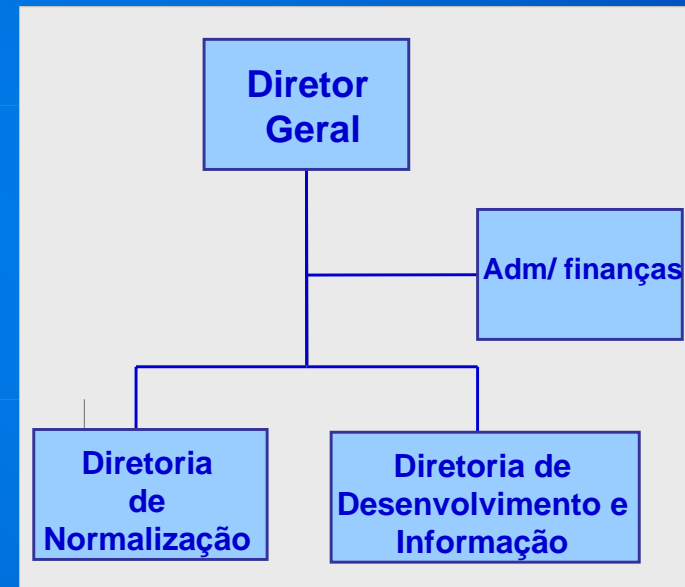 Diretor
Geral
Adm/ finanças
Diretoria
de
Normalização
Diretoria de
Desenvolvimento e
Informação